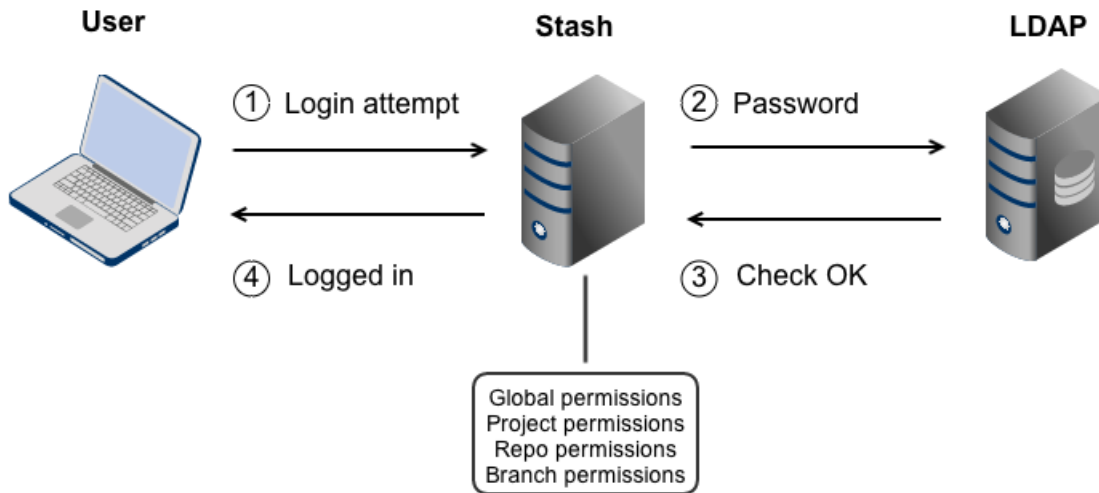 User
Stash
LDAP
1 Login attempt
2 Password
4 Logged in
3 Check OK
Global permissions
Project permissions
Repo permissions
Branch permissions